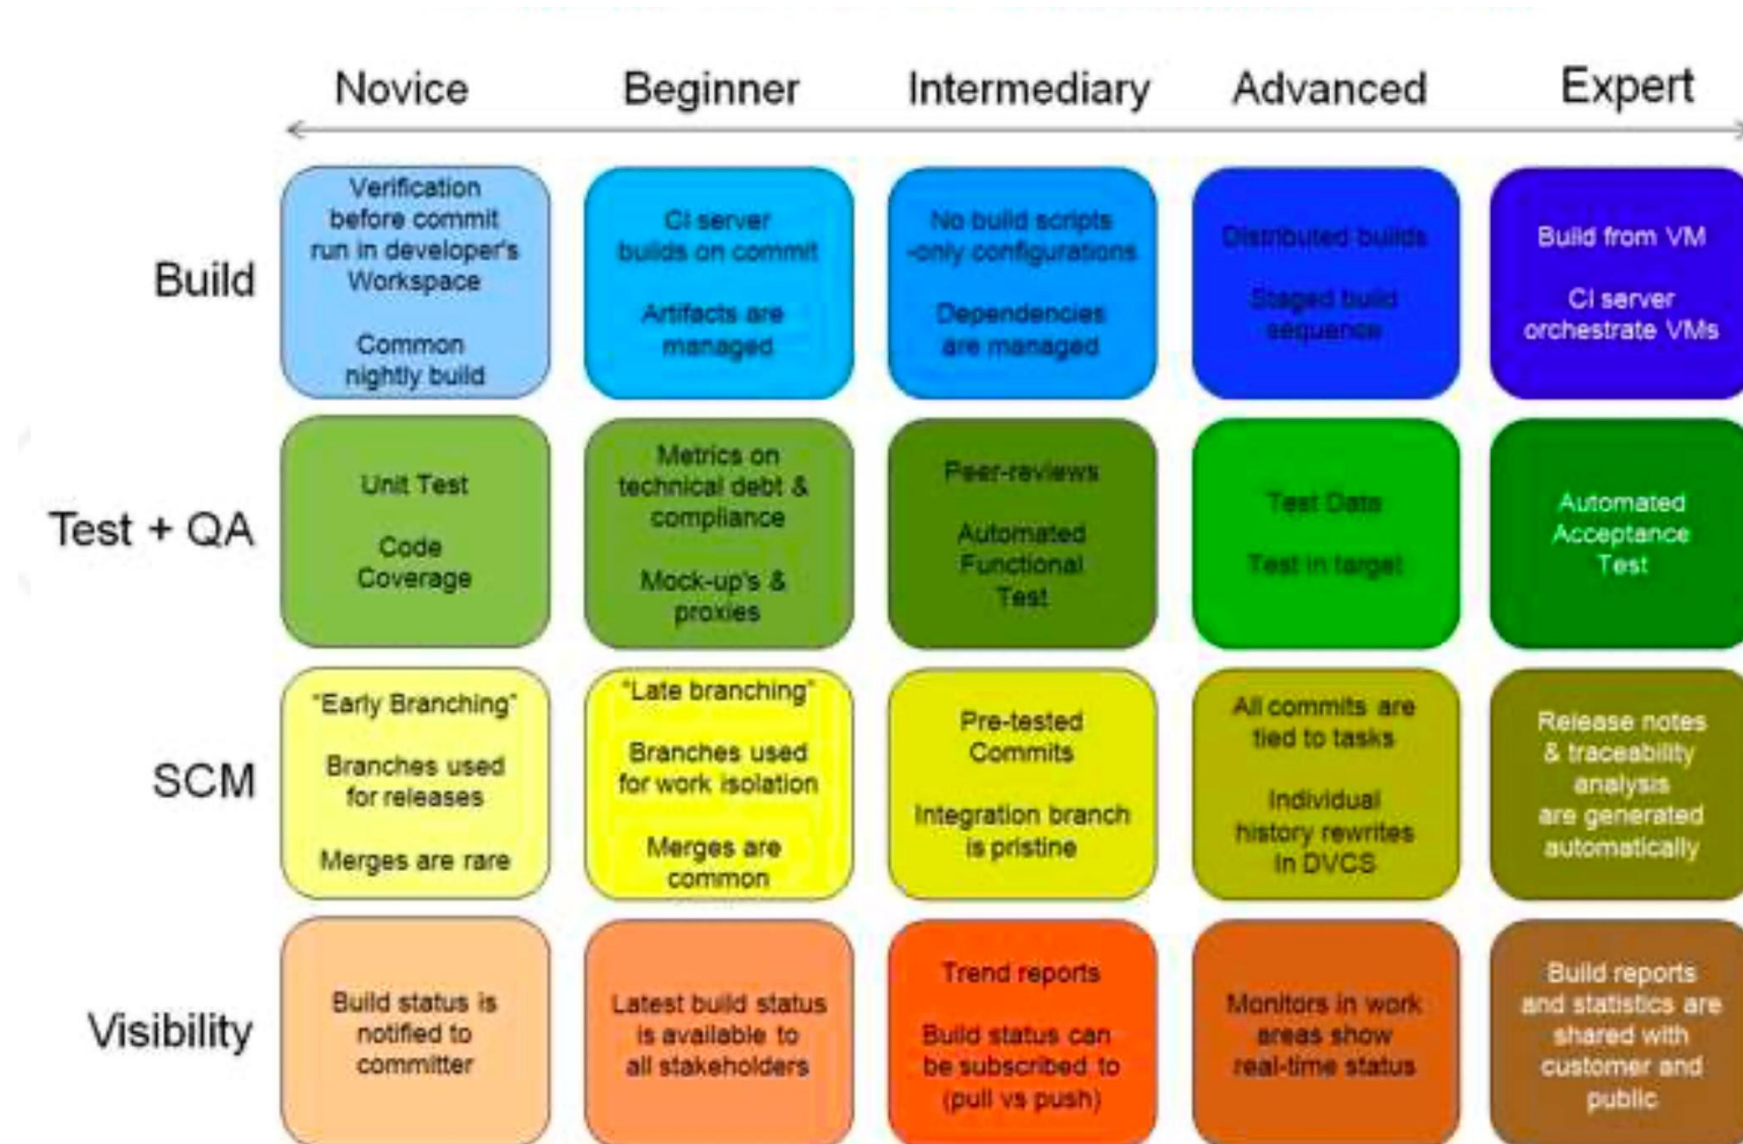 Novice
Beginner
Intermediary
Advanced
Expert
Build
Verification
before commit
run in developer's
Workspace
Common
nightly build
CI server
builds on commit
Artifacts are
managed
No build scripts
-only configurations
Dependencies
are managed
Distributed builds
Staged build
sequence
Build from VM
CI server
orchestrate VMs
Test + QA
Unit Test
Code
Coverage
Metrics on
technical debt &
compliance
Mock-up's &
proxies
Peer-reviews
Automated
Functional
Test
Test Data
Test in target
Automated
Acceptance
Test
SCM
"Early Branching"
Branches used
for releases
Merges are rare
"Late branching"
Branches used
for work isolation
Merges are
common
Pre-tested
Commits
Integration branch
is pristine
All commits are
tied to tasks
Individual
history rewrites
in DVCS
Release notes
& traceability
analysis
are generated
automatically
Visibility
Build status is
notified to
committer
Latest build status
is available to
all stakeholders
Trend reports
Build status can
be subscribed to
(pull vs push)
Monitors in work
areas show
real-time status
Build reports
and statistics are
shared with
customer and
public